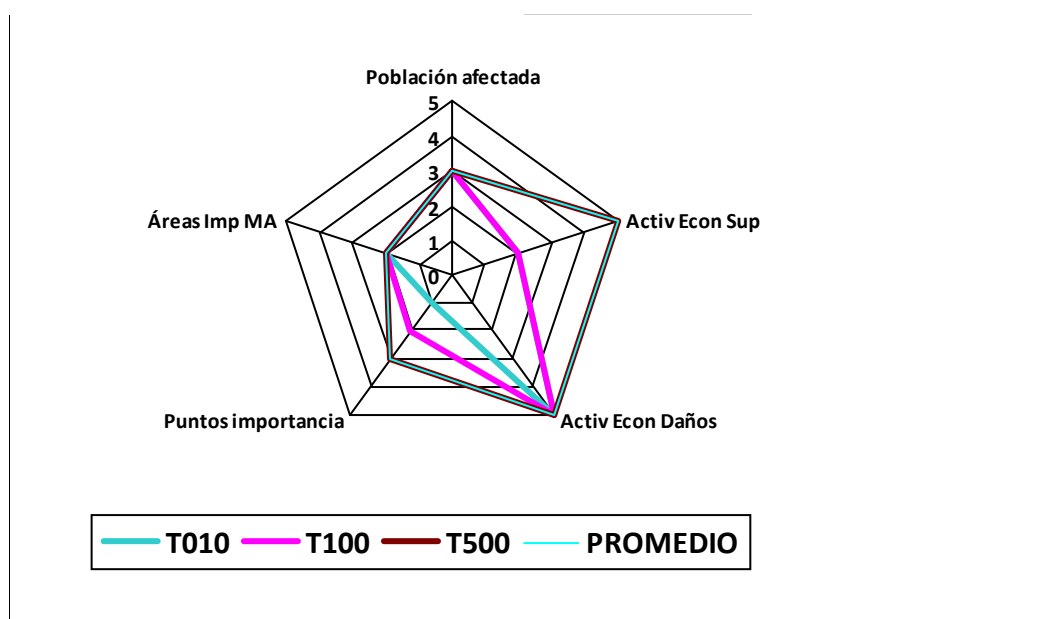 Población afectada
5
4
3
2
1
0
Áreas Imp MA
Activ Econ Sup
Puntos importancia
Activ Econ Daños
T010 T100 T500 PROMEDIO